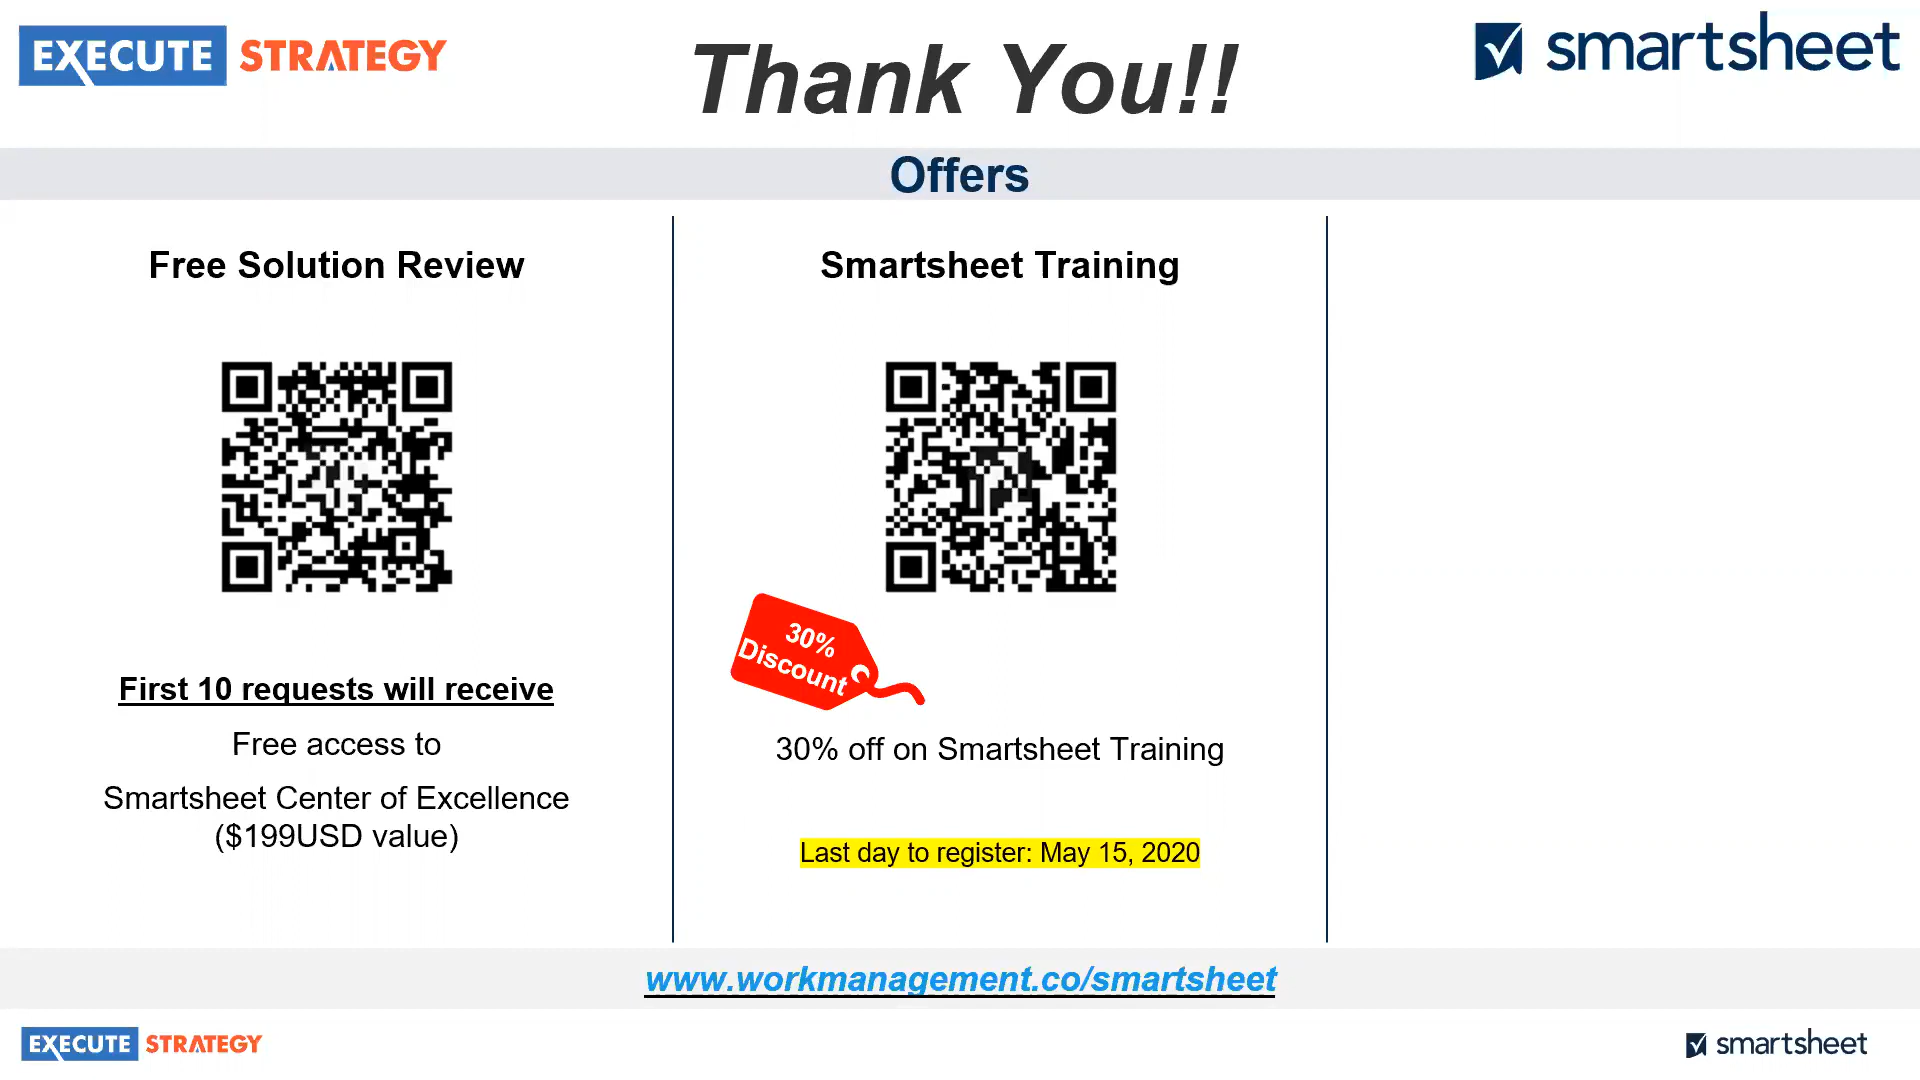 EXECUTE STRATEGY
Thank You!!
smartsheet
Offers
Free Solution Review
First 10 requests will receive
Free access to
Smartsheet Center of Excellence
($199USD value)
Smartsheet Training
30%
Discount
30% off on Smartsheet Training
Last day to register: May 15, 2020
www.workmanagement.co/smartsheet
EXECUTE STRATEGY
smartsheet